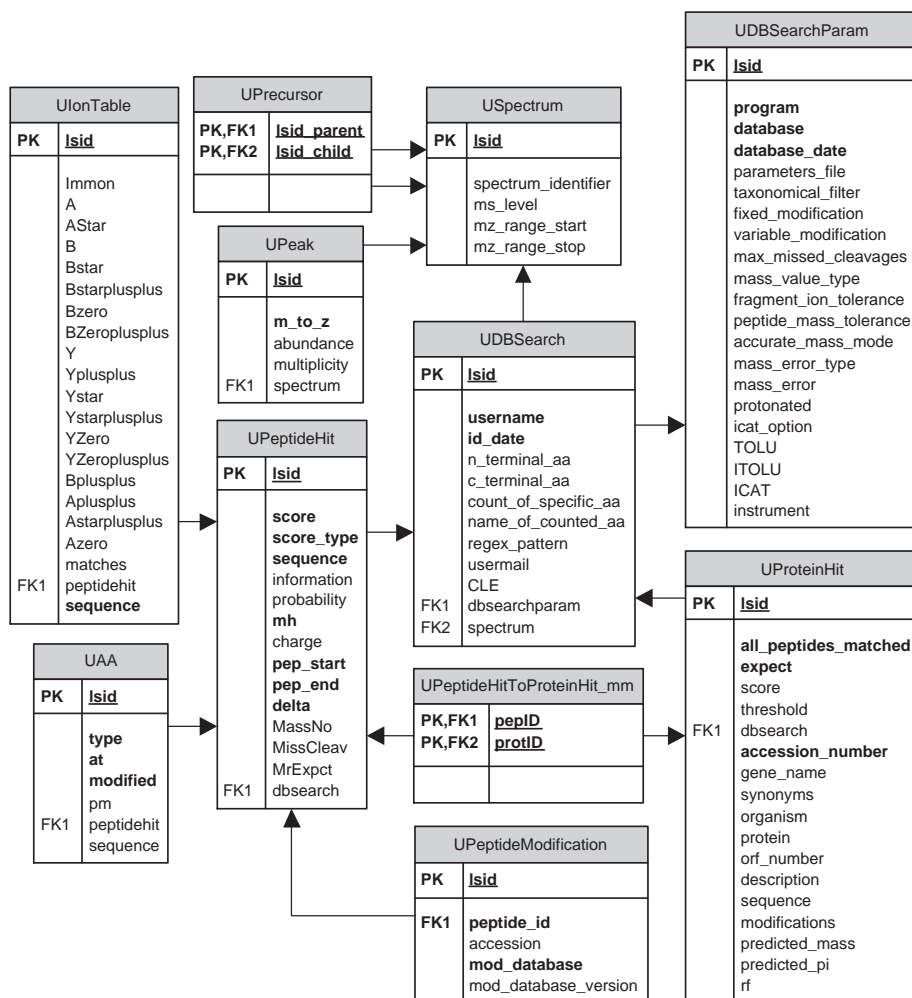 UDBSearchParam
PK lsid
program
database
database_date
parameters_file
taxonomical_filter
fixed_modification
variable_modification
max_missed_cleavages
mass_value_type
fragment_ion_tolerance
peptide_mass_tolerance
accurate_mass_mode
mass_error_type
mass_error
protonated
icat_option
TOLU
ITOLU
ICAT
instrument
UIonTable
PK lsid
Immon
A
AStar
B
Bstar
Bstarplusplus
Bzero
BZeroplusplus
Y
Yplusplus
Ystar
Ystarplusplus
YZero
YZeroplusplus
Bplusplus
Aplusplus
Astarplusplus
Azero
matches
FK1 peptidehit
sequence
UPrecursor
PK,FK1 lsid_parent
PK,FK2 lsid_child
USpectrum
PK lsid
spectrum_identifier
ms_level
mz_range_start
mz_range_stop
UPeak
PK lsid
m_to_z
abundance
multiplicity
FK1 spectrum
UDBSearch
PK lsid
username
id_date
n_terminal_aa
c_terminal_aa
count_of_specific_aa
name_of_counted_aa
regex_pattern
usermail
CLE
FK1 dbsearchparam
FK2 spectrum
UPeptideHit
PK lsid
score
score_type
sequence
information
probability
mh
charge
pep_start
pep_end
delta
MassNo
MissCleav
MrExpct
FK1 dbsearch
UProteinHit
PK lsid
all_peptides_matched
expect
score
threshold
FK1 dbsearch
accession_number
gene_name
synonyms
organism
protein
orf_number
description
sequence
modifications
predicted_mass
predicted_pi
rf
UAA
PK lsid
type
at
modified
pm
FK1 peptidehit
sequence
UPeptideHitToProteinHit_mm
PK,FK1 pepID
PK,FK2 protID
UPeptideModification
PK lsid
FK1 peptide_id
accession
mod_database
mod_database_version